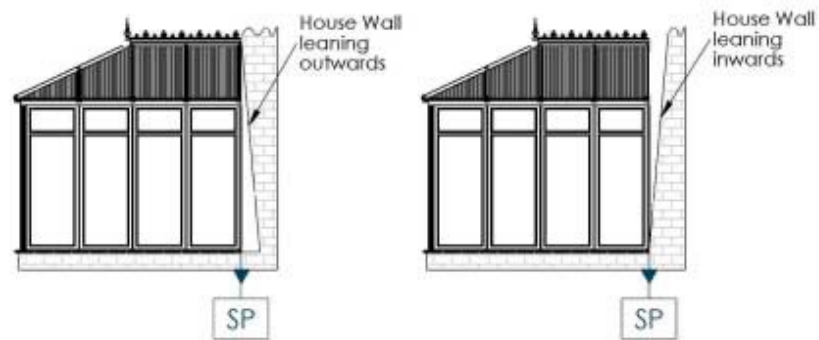 House Wall
leaning
outwards
House Wall
leaning
inwards
SP
SP